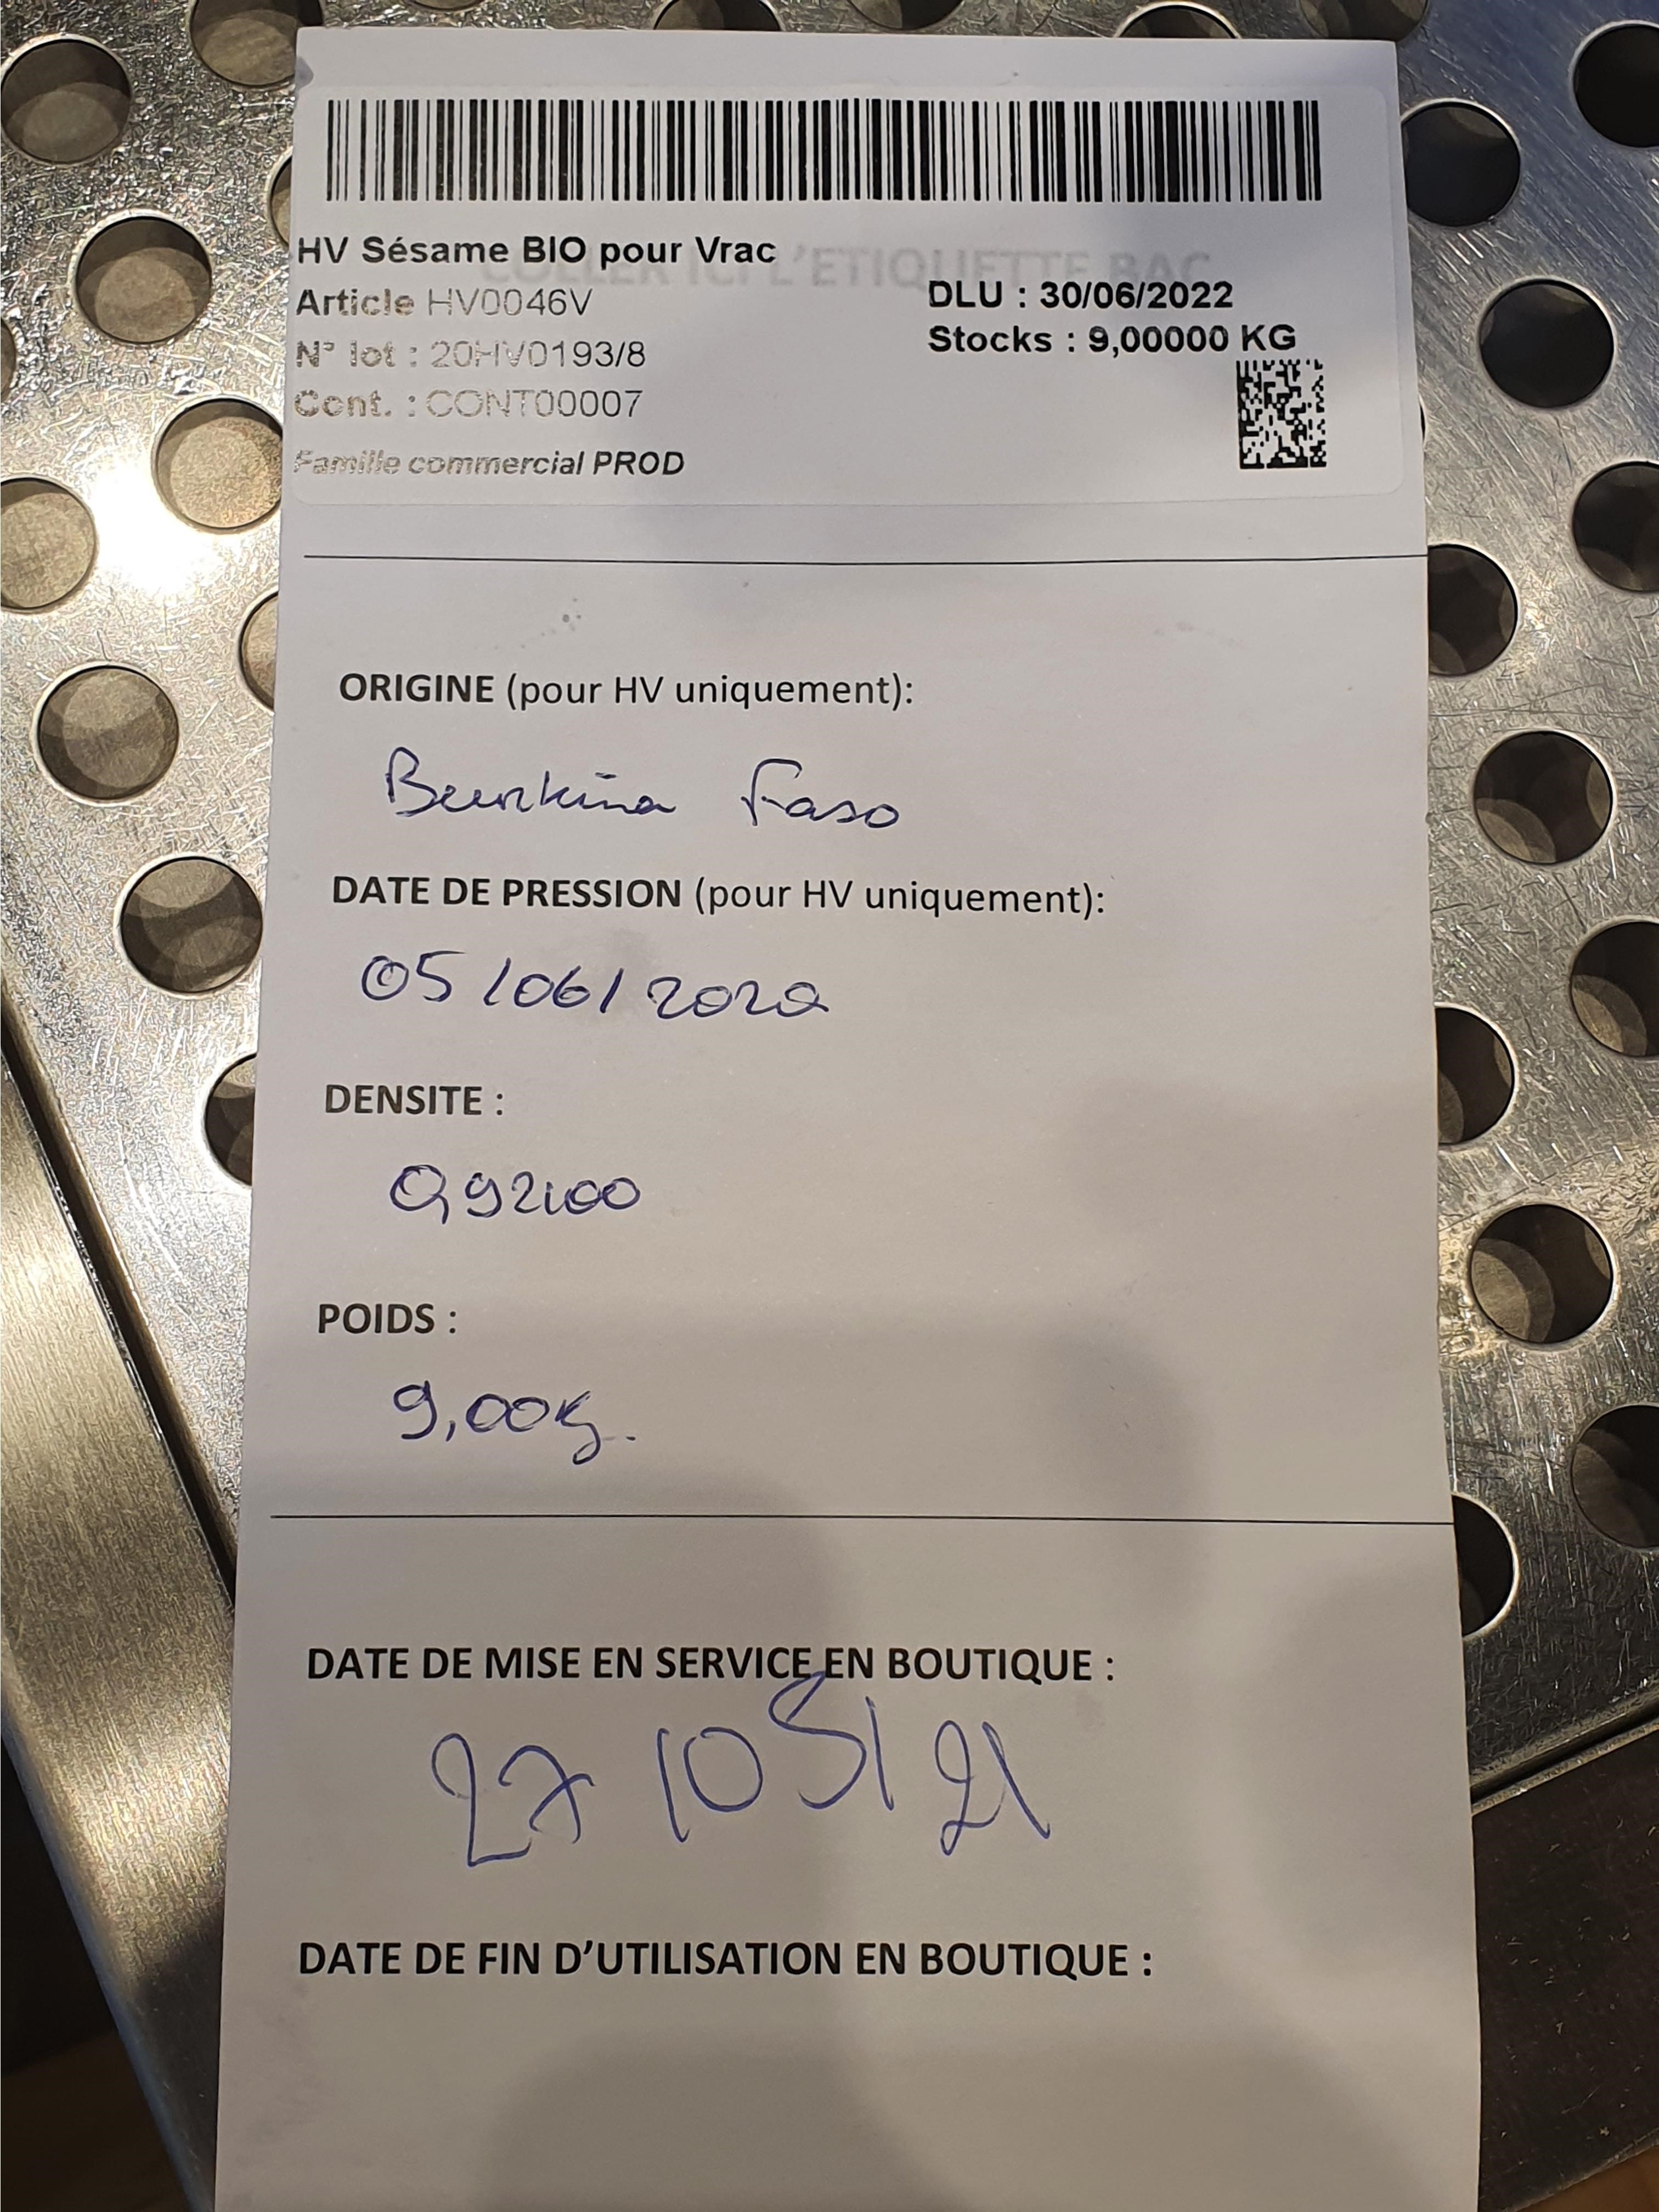 HV Sésame BIO pour Vrac
COLLER ICI L'ETIQUETTE BAC
Article HV0046V
DLU : 30/06/2022
N° lot : 20HV0193/8
Stocks : 9,00000 KG
Cont. : CONT00007
Famille commercial PROD
ORIGINE (pour HV uniquement):
Burkina Faso
DATE DE PRESSION (pour HV uniquement):
05/06/2020
DENSITE :
0,92100
POIDS :
9,00kg.
DATE DE MISE EN SERVICE EN BOUTIQUE :
27/05/21
DATE DE FIN D'UTILISATION EN BOUTIQUE :